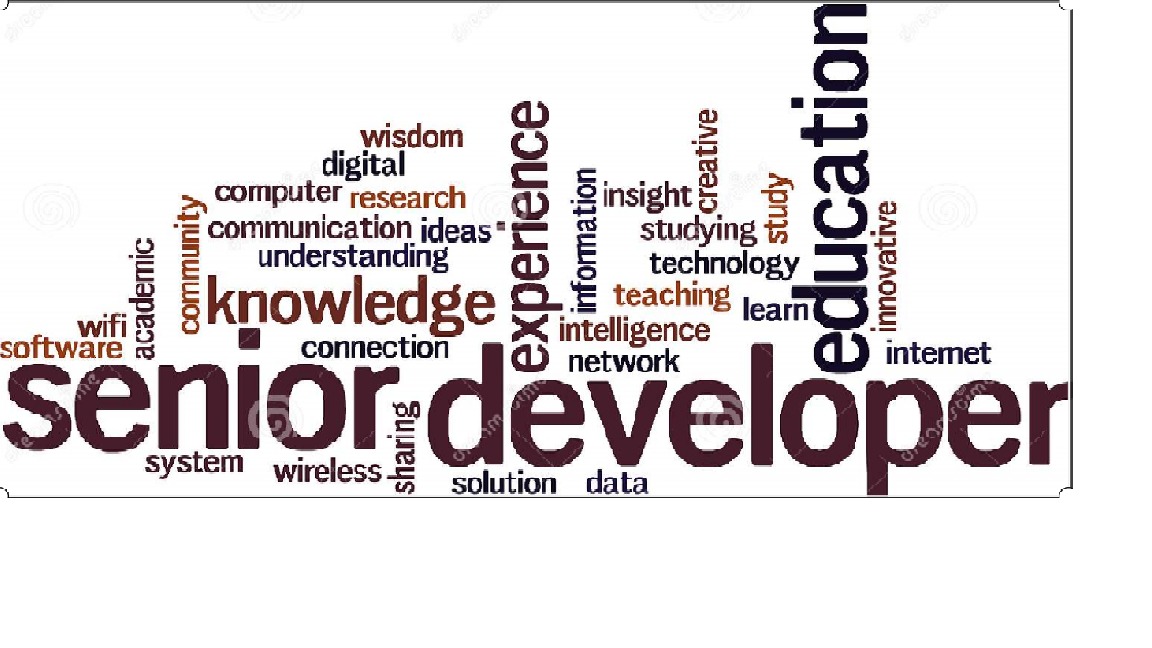 education
experience
creative
wisdom
digital
computer
research
insight
information
study
community
communication
ideas
studying
innovative
understanding
technology
academic
knowledge
teaching
learn
wifi
intelligence
software
connection
network
internet
senior
developer
sharing
system
wireless
solution
data